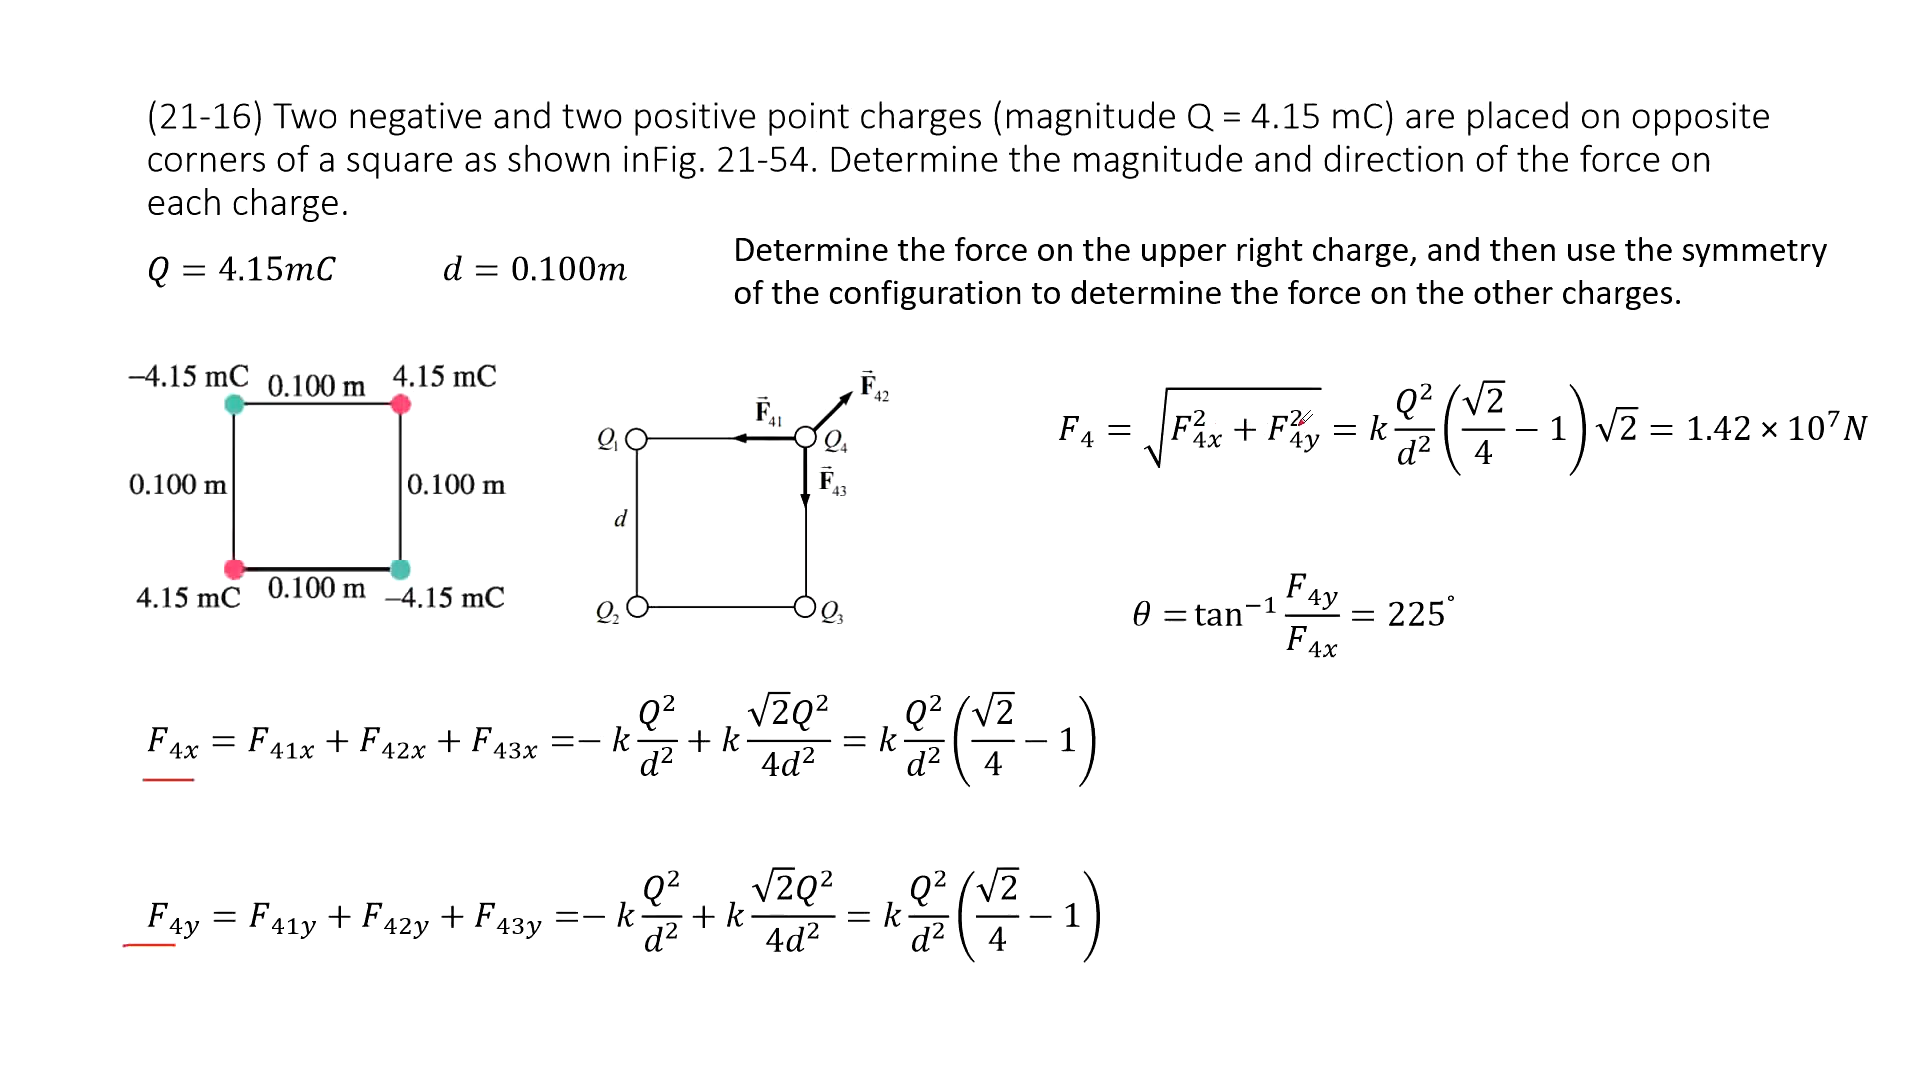 (21-16) Two negative and two positive point charges (magnitude Q = 4.15 mC) are placed on opposite
corners of a square as shown inFig. 21-54. Determine the magnitude and direction of the force on
each charge.
Q = 4.15mC
d = 0.100m
Determine the force on the upper right charge, and then use the symmetry
of the configuration to determine the force on the other charges.
–4.15 mC
0.100 m
4.15 mC
0.100 m
0.100 m
4.15 mC
0.100 m
–4.15 mC
F⃗₄₂
F⃗₄₁
Q₁
Q₄
F⃗₄₃
d
Q₂
Q₃
F₄ = √(F₄ₓ² + F₄y²) = k Q²/d² (√2/4 − 1) √2 = 1.42 × 10⁷N
θ = tan⁻¹ F₄y/F₄ₓ = 225°
F₄ₓ = F₄₁ₓ + F₄₂ₓ + F₄₃ₓ =− k Q²/d² + k √2Q²/4d² = k Q²/d² (√2/4 − 1)
F₄y = F₄₁y + F₄₂y + F₄₃y =− k Q²/d² + k √2Q²/4d² = k Q²/d² (√2/4 − 1)